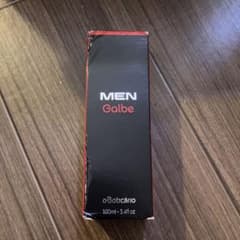 MEN
Galbe
oBoticário
100ml · 3.4fl oz